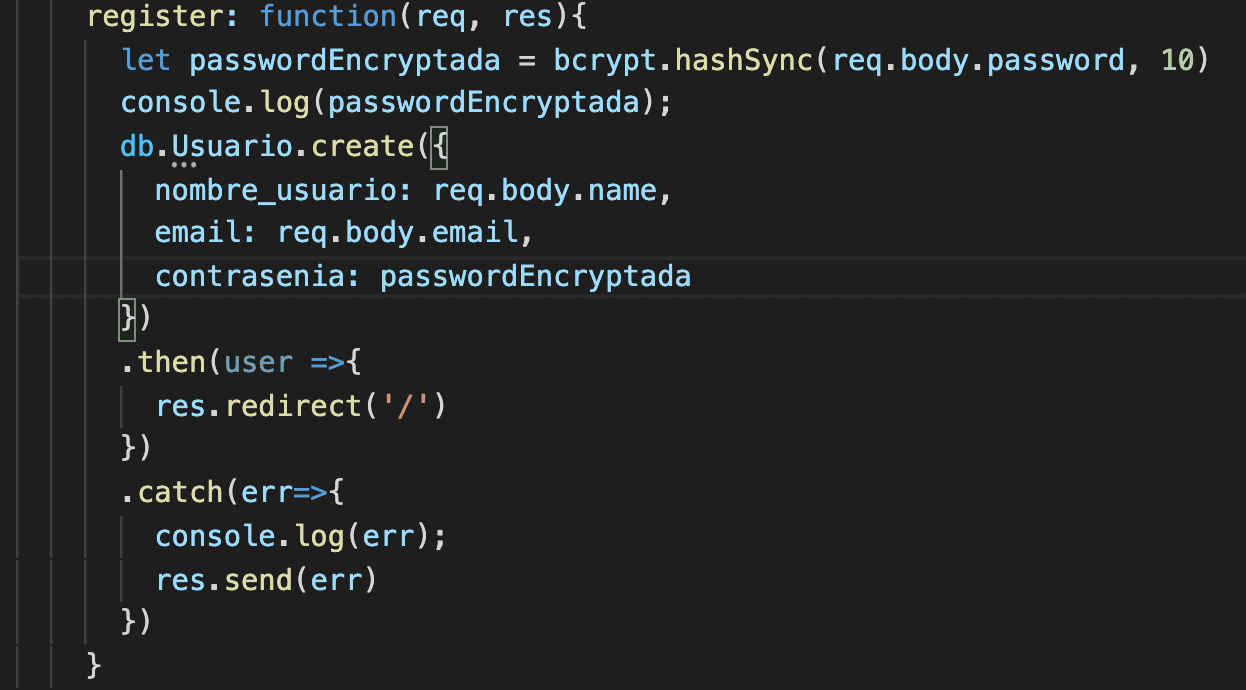 register: function(req, res){
let passwordEncryptada = bcrypt.hashSync(req.body.password, 10)
console.log(passwordEncryptada);
db.Usuario.create({
nombre_usuario: req.body.name,
email: req.body.email,
contrasenia: passwordEncryptada
})
.then(user =>{
res.redirect('/')
})
.catch(err=>{
console.log(err);
res.send(err)
})
}